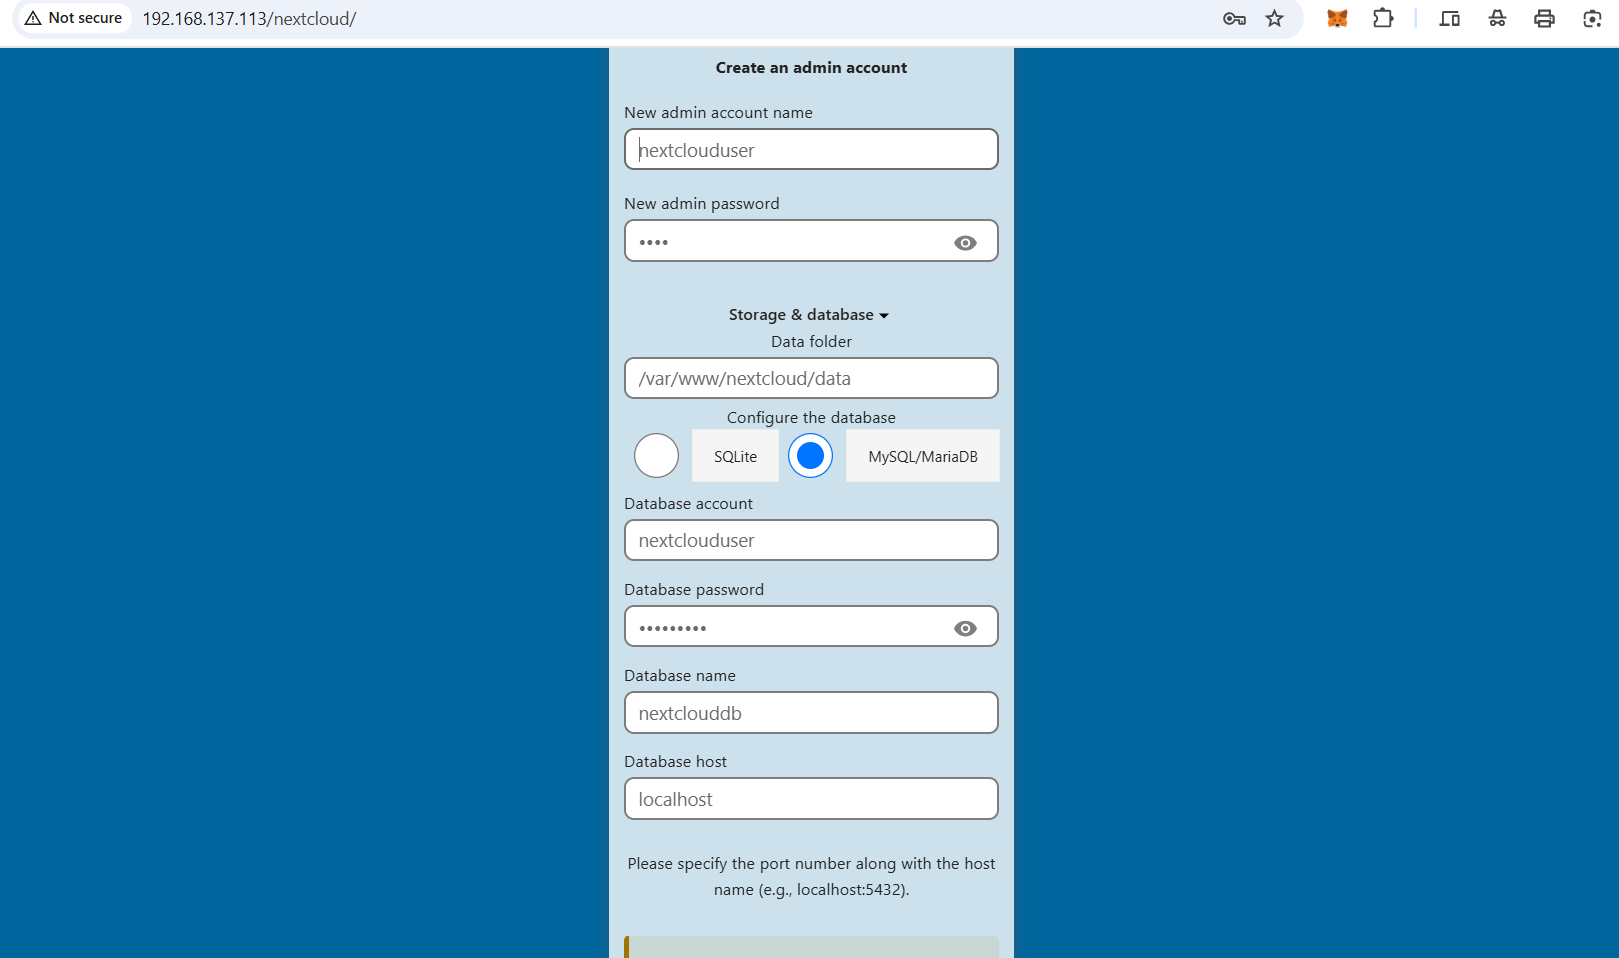 Not secure 192.168.137.113/nextcloud/
Create an admin account
New admin account name
nextclouduser
New admin password
••••
Storage & database
Data folder
/var/www/nextcloud/data
Configure the database
SQLite MySQL/MariaDB
Database account
nextclouduser
Database password
•••••••••
Database name
nextclouddb
Database host
localhost
Please specify the port number along with the host
name (e.g., localhost:5432).